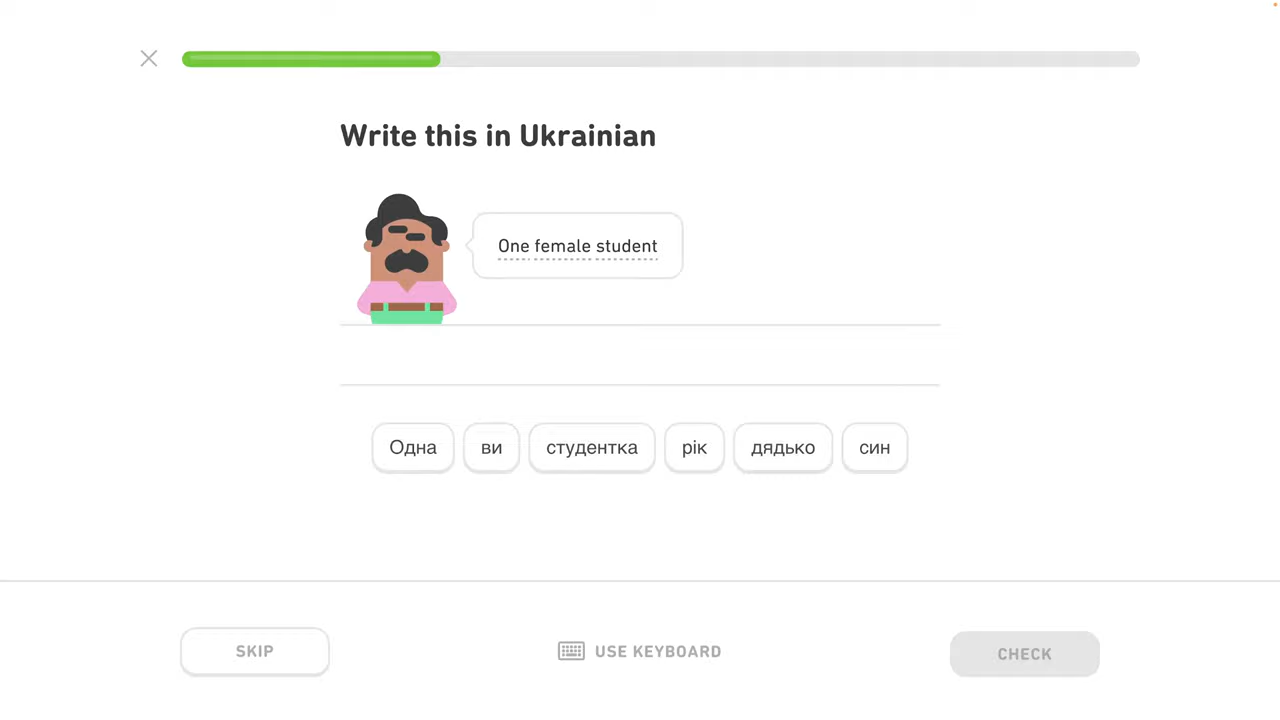 Write this in Ukrainian
One female student
Одна ви студентка рік дядько син
SKIP USE KEYBOARD CHECK